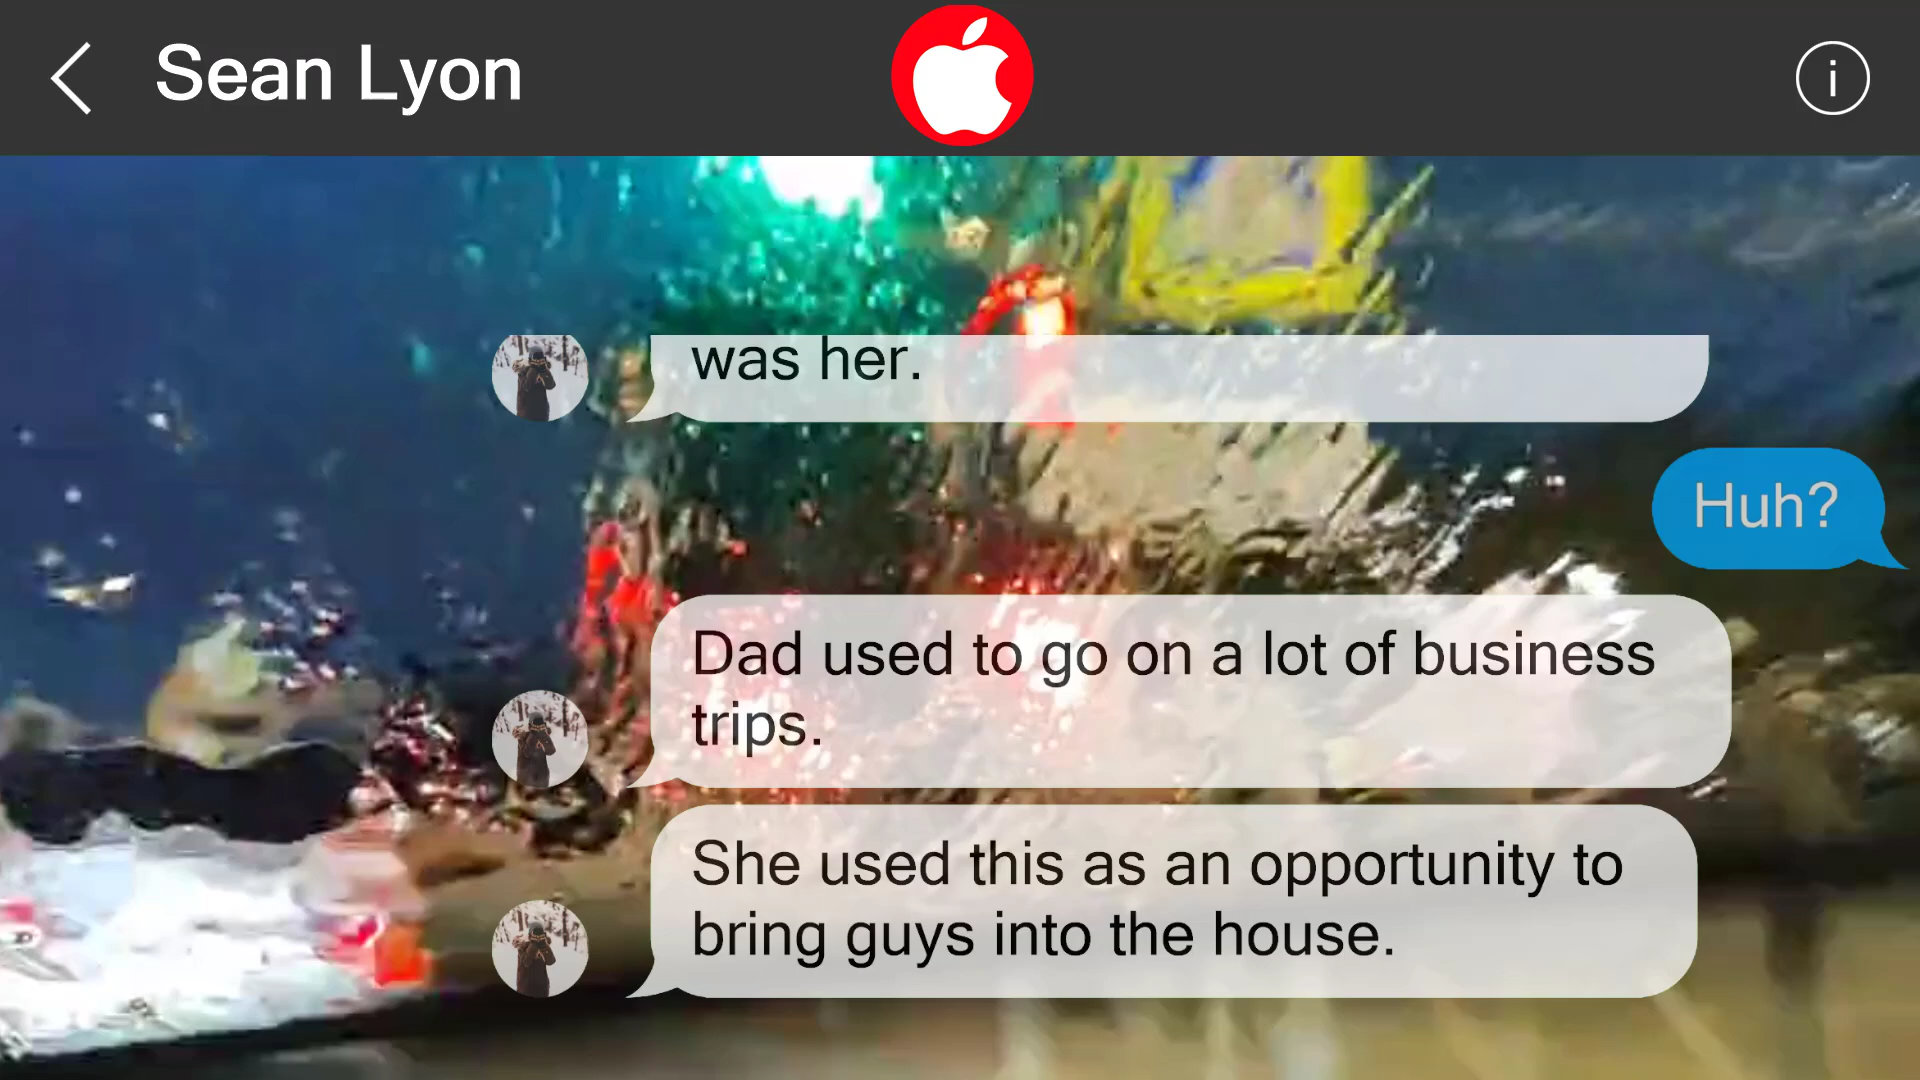 Sean Lyon
was her.
Huh?
Dad used to go on a lot of business
trips.
She used this as an opportunity to
bring guys into the house.